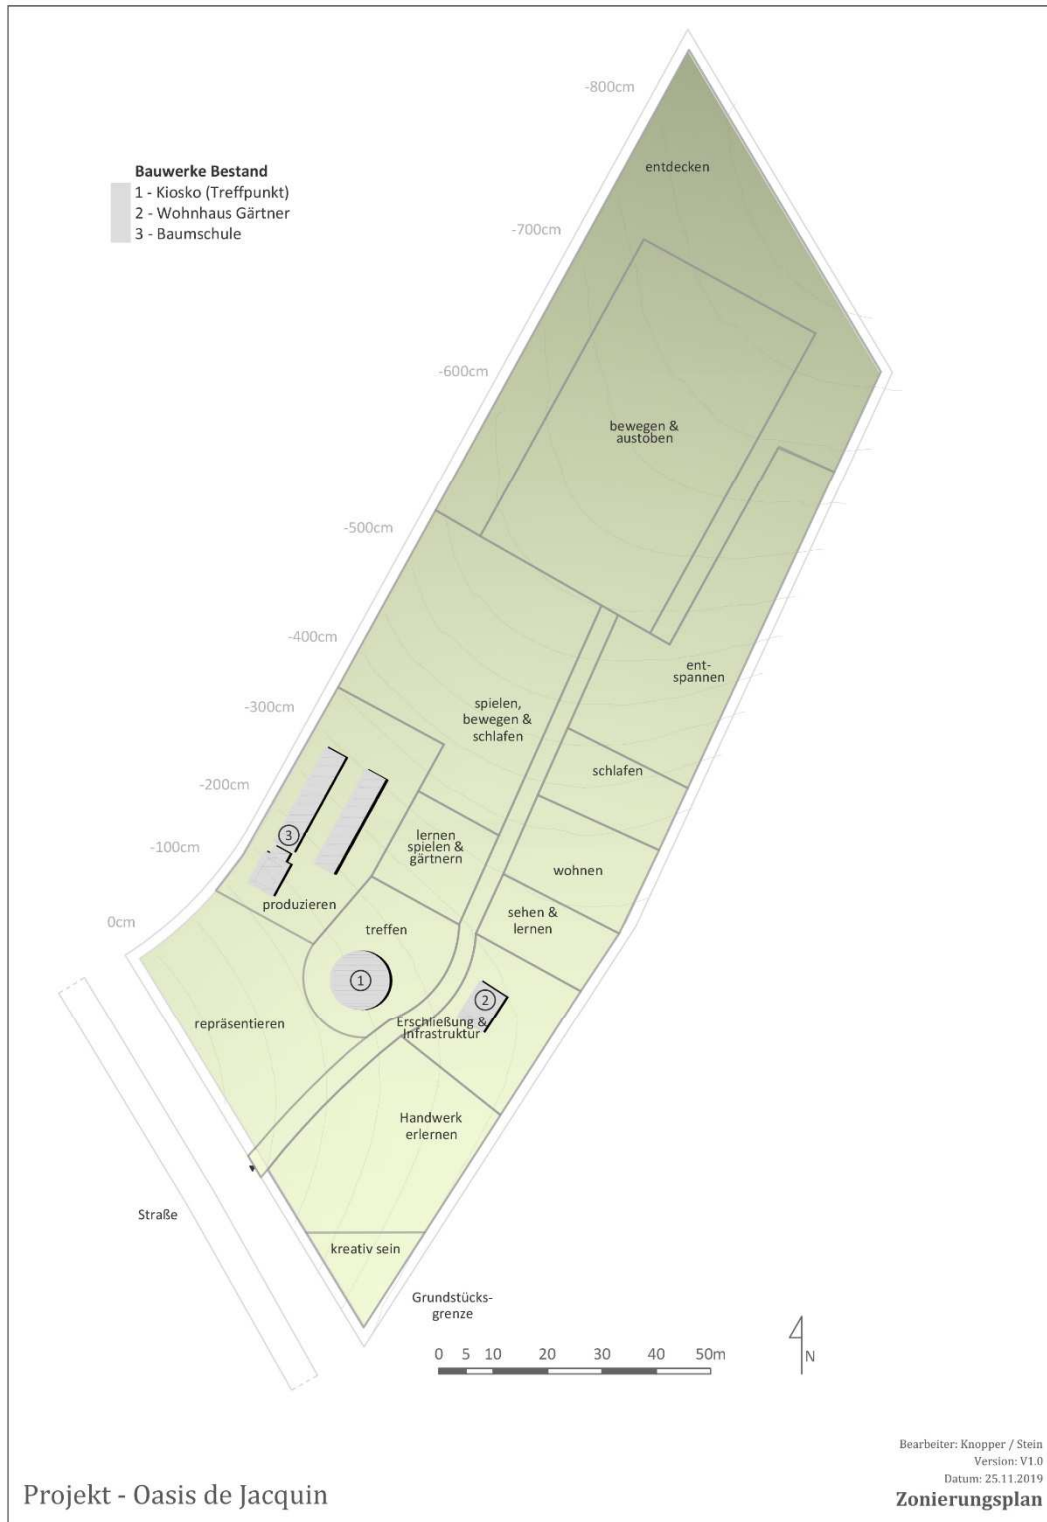 -800cm
entdecken
Bauwerke Bestand
1 - Kiosko (Treffpunkt)
2 - Wohnhaus Gärtner
3 - Baumschule
-700cm
-600cm
bewegen &
austoben
-500cm
-400cm
ent-
spannen
-300cm
spielen,
bewegen &
schlafen
schlafen
-200cm
3
lernen
spielen &
gärtnern
-100cm
wohnen
produzieren
sehen &
lernen
0cm
treffen
1
2
repräsentieren
Erschließung &
Infrastruktur
Handwerk
erlernen
Straße
kreativ sein
Grundstücks-
grenze
0 5 10 20 30 40 50m
N
Bearbeiter: Knopper / Stein
Version: V1.0
Datum: 25.11.2019
Projekt - Oasis de Jacquin
Zonierungsplan